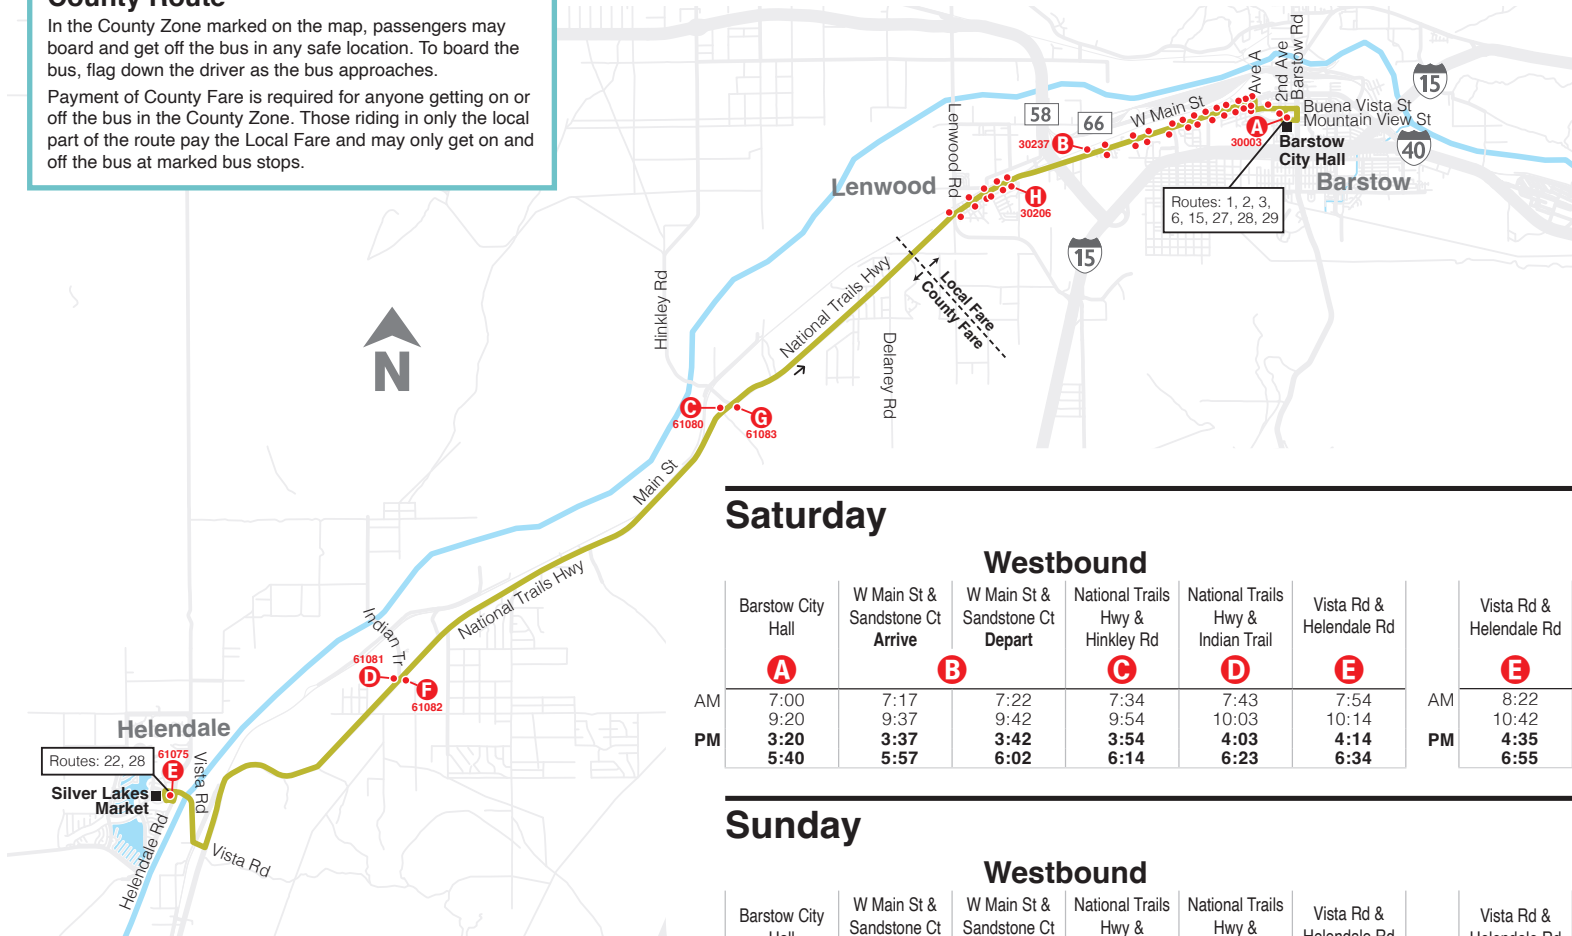 County Route
In the County Zone marked on the map, passengers may
board and get off the bus in any safe location. To board the
bus, flag down the driver as the bus approaches.
Payment of County Fare is required for anyone getting on or
off the bus in the County Zone. Those riding in only the local
part of the route pay the Local Fare and may only get on and
off the bus at marked bus stops.
Ave A
2nd Ave
Barstow Rd
15
Buena Vista St
Mountain View St
Lenwood Rd
58
66
W Main St
30237 B
A
30003
Barstow
City Hall
40
Barstow
Lenwood
H
30206
Routes: 1, 2, 3,
6, 15, 27, 28, 29
15
Hinkley Rd
National Trails Hwy
Local Fare
County Fare
Delaney Rd
N
C
61080
G
61083
Main St
National Trails Hwy
Indian Tr
61081
D
F
61082
Helendale
Routes: 22, 28
61075
E
Vista Rd
Silver Lakes
Market
Helendale Rd
Vista Rd
Saturday
Westbound
Barstow City Hall W Main St & Sandstone Ct Arrive W Main St & Sandstone Ct Depart National Trails Hwy & Hinkley Rd National Trails Hwy & Indian Trail Vista Rd & Helendale Rd Vista Rd & Helendale Rd
A B C D E E
AM 7:00 7:17 7:22 7:34 7:43 7:54 AM 8:22
9:20 9:37 9:42 9:54 10:03 10:14 10:42
PM 3:20 3:37 3:42 3:54 4:03 4:14 PM 4:35
5:40 5:57 6:02 6:14 6:23 6:34 6:55
Sunday
Westbound
Barstow City Hall W Main St & Sandstone Ct W Main St & Sandstone Ct National Trails Hwy & National Trails Hwy & Vista Rd & Helendale Rd Vista Rd & Helendale Rd